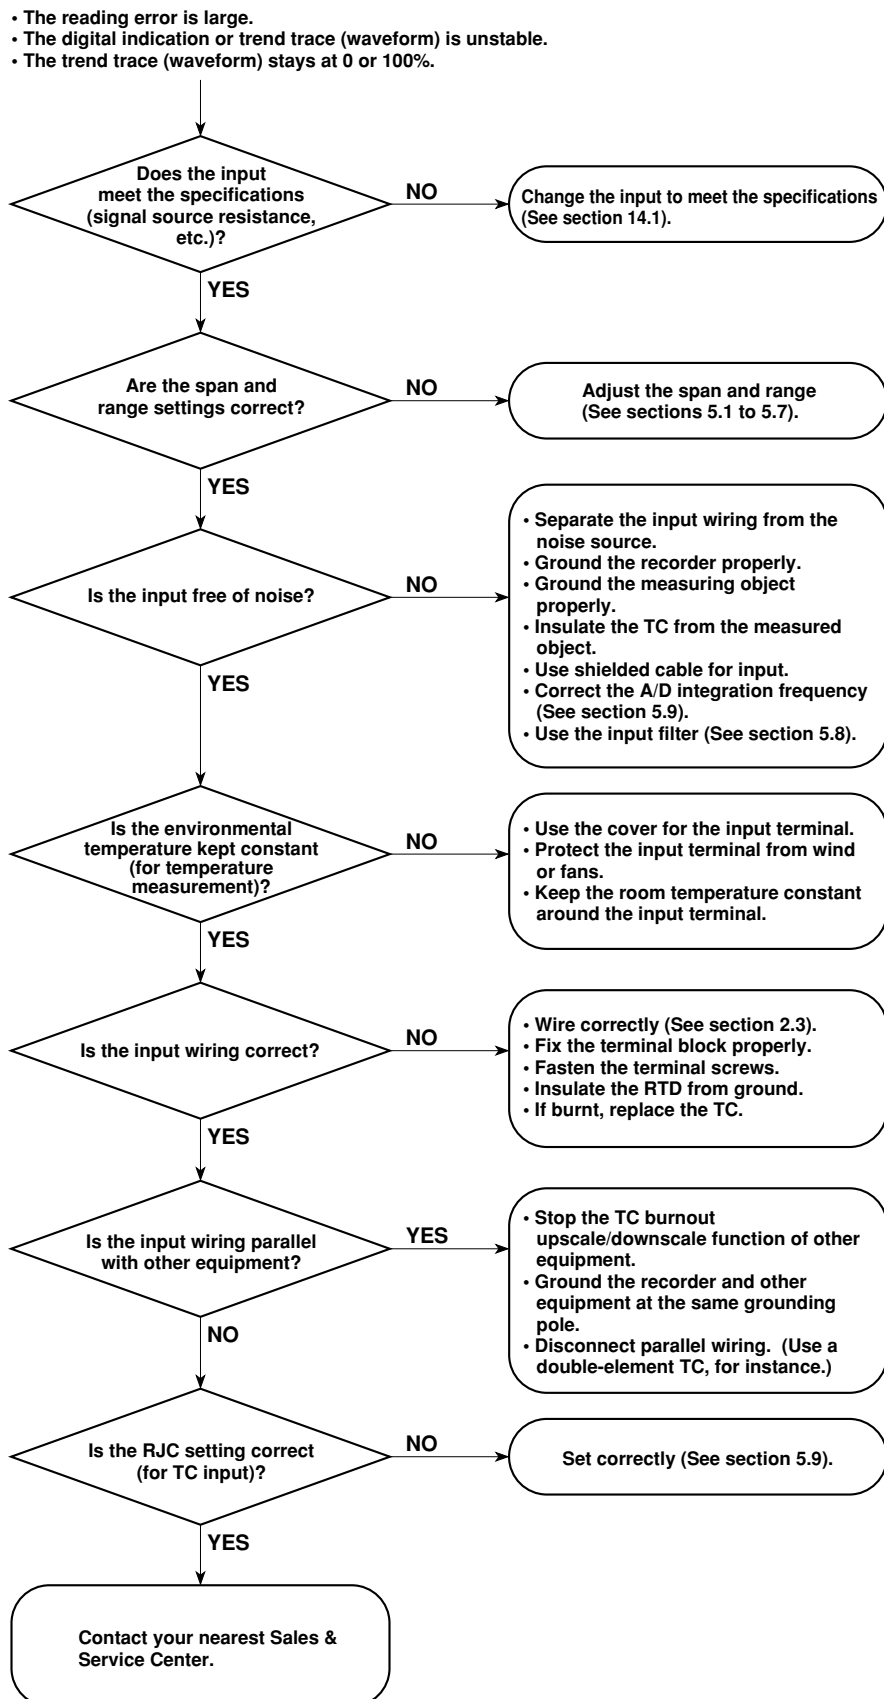 • The reading error is large.
• The digital indication or trend trace (waveform) is unstable.
• The trend trace (waveform) stays at 0 or 100%.
Does the input
meet the specifications
(signal source resistance,
etc.)?
NO
Change the input to meet the specifications
(See section 14.1).
YES
Are the span and
range settings correct?
NO
Adjust the span and range
(See sections 5.1 to 5.7).
YES
Is the input free of noise?
NO
• Separate the input wiring from the
noise source.
• Ground the recorder properly.
• Ground the measuring object
properly.
• Insulate the TC from the measured
object.
• Use shielded cable for input.
• Correct the A/D integration frequency
(See section 5.9).
• Use the input filter (See section 5.8).
YES
Is the environmental
temperature kept constant
(for temperature
measurement)?
NO
• Use the cover for the input terminal.
• Protect the input terminal from wind
or fans.
• Keep the room temperature constant
around the input terminal.
YES
Is the input wiring correct?
NO
• Wire correctly (See section 2.3).
• Fix the terminal block properly.
• Fasten the terminal screws.
• Insulate the RTD from ground.
• If burnt, replace the TC.
YES
Is the input wiring parallel
with other equipment?
YES
• Stop the TC burnout
upscale/downscale function of other
equipment.
• Ground the recorder and other
equipment at the same grounding
pole.
• Disconnect parallel wiring. (Use a
double-element TC, for instance.)
NO
Is the RJC setting correct
(for TC input)?
NO
Set correctly (See section 5.9).
YES
Contact your nearest Sales &
Service Center.